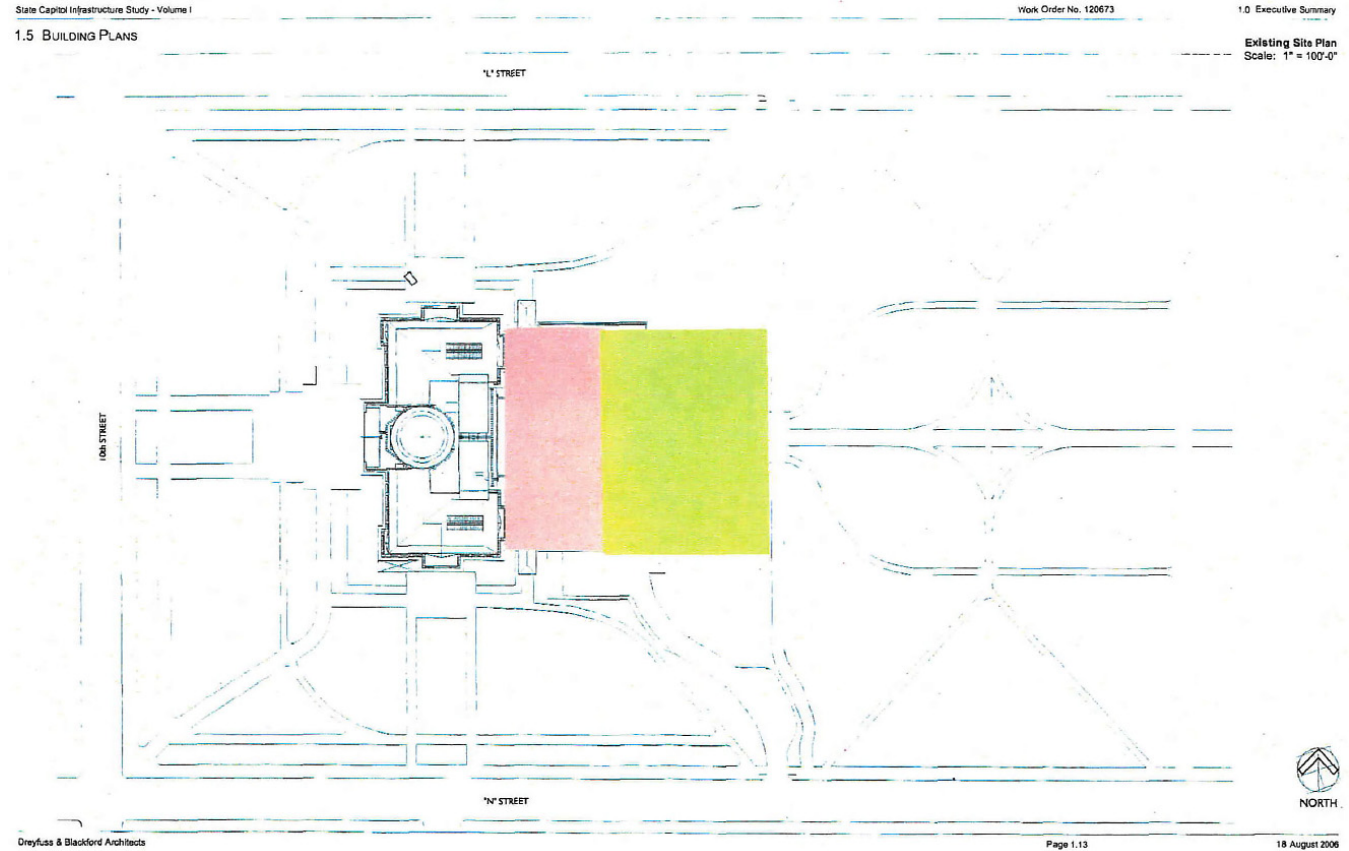 State Capitol Infrastructure Study - Volume I
Work Order No. 120673
1.0 Executive Summary
1.5 BUILDING PLANS
Existing Site Plan
Scale: 1" = 100'-0"
"L" STREET
10th STREET
"N" STREET
NORTH
Dreyfuss & Blackford Architects
Page 1.13
18 August 2006